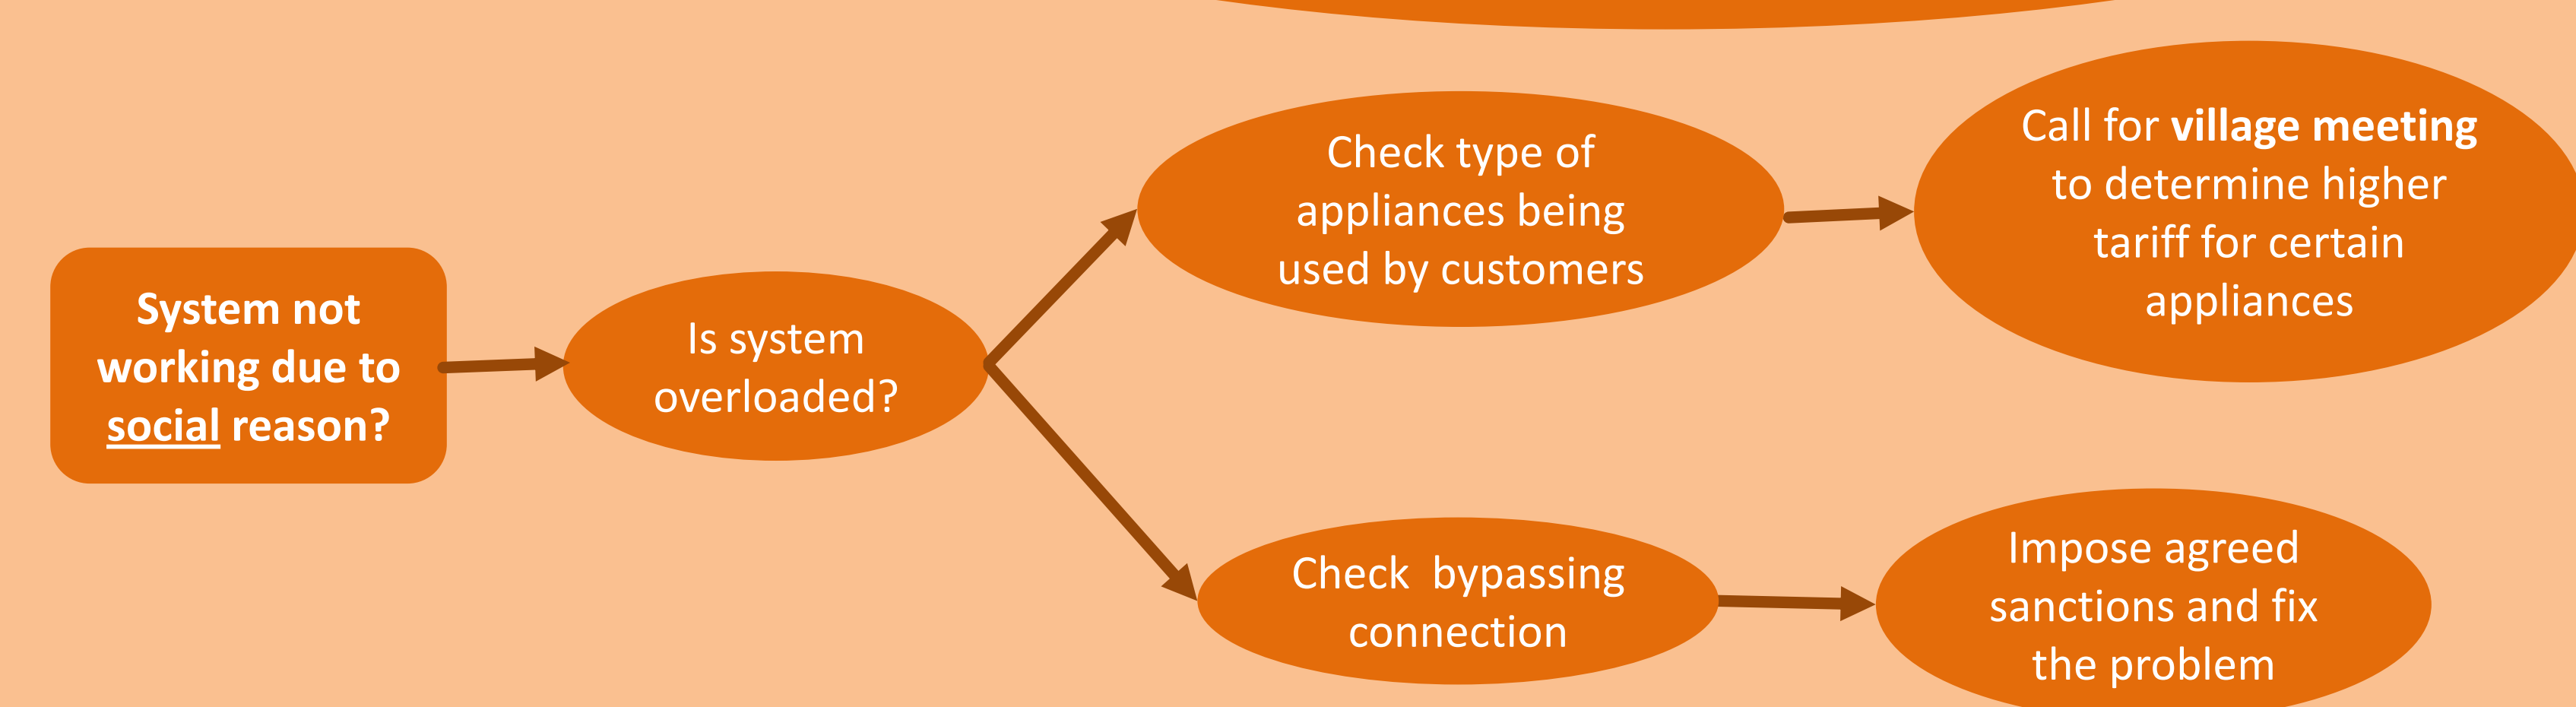 System not
working due to
social reason?
Is system
overloaded?
Check type of
appliances being
used by customers
Call for village meeting
to determine higher
tariff for certain
appliances
Check  bypassing
connection
Impose agreed
sanctions and fix
the problem